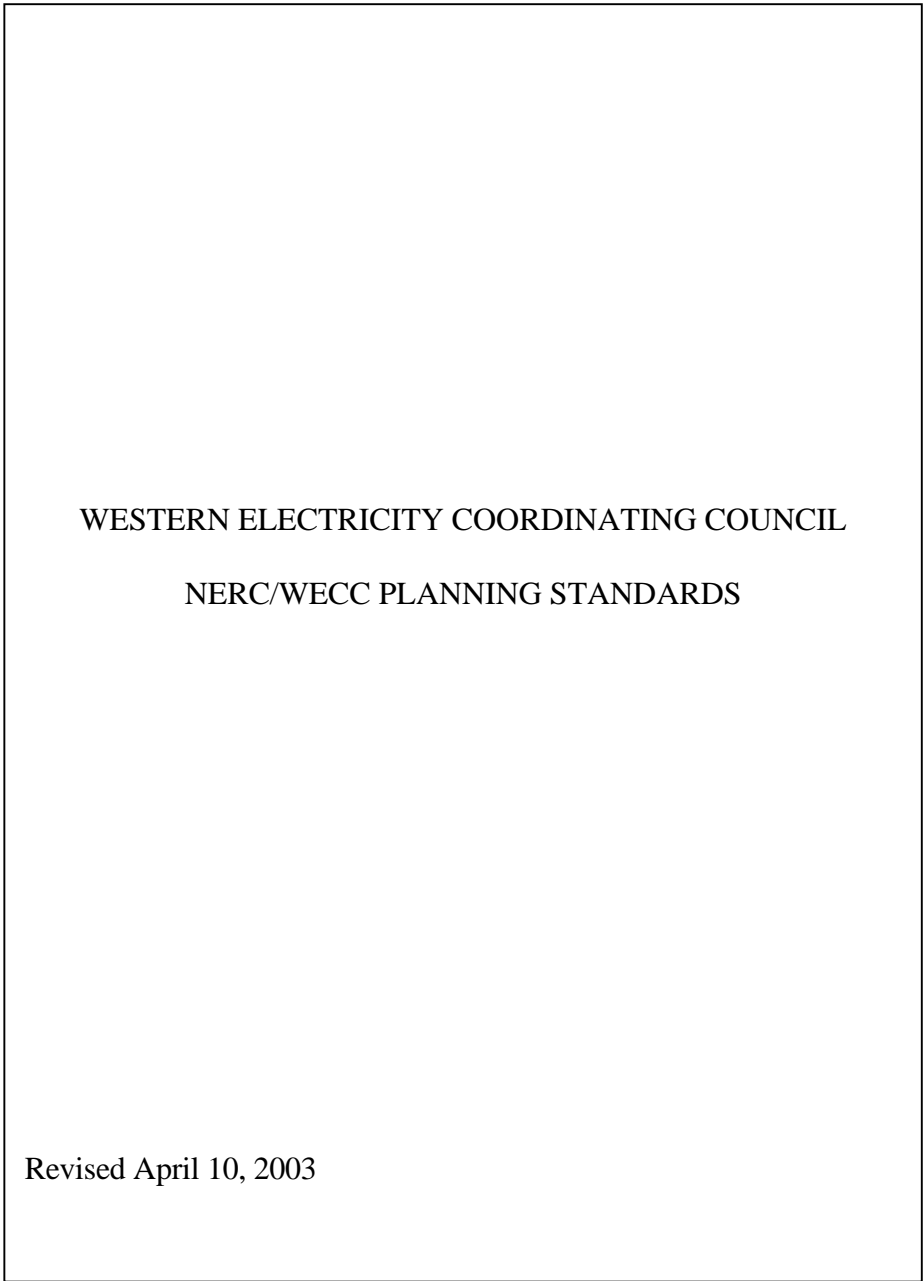 WESTERN ELECTRICITY COORDINATING COUNCIL
NERC/WECC PLANNING STANDARDS
Revised April 10, 2003